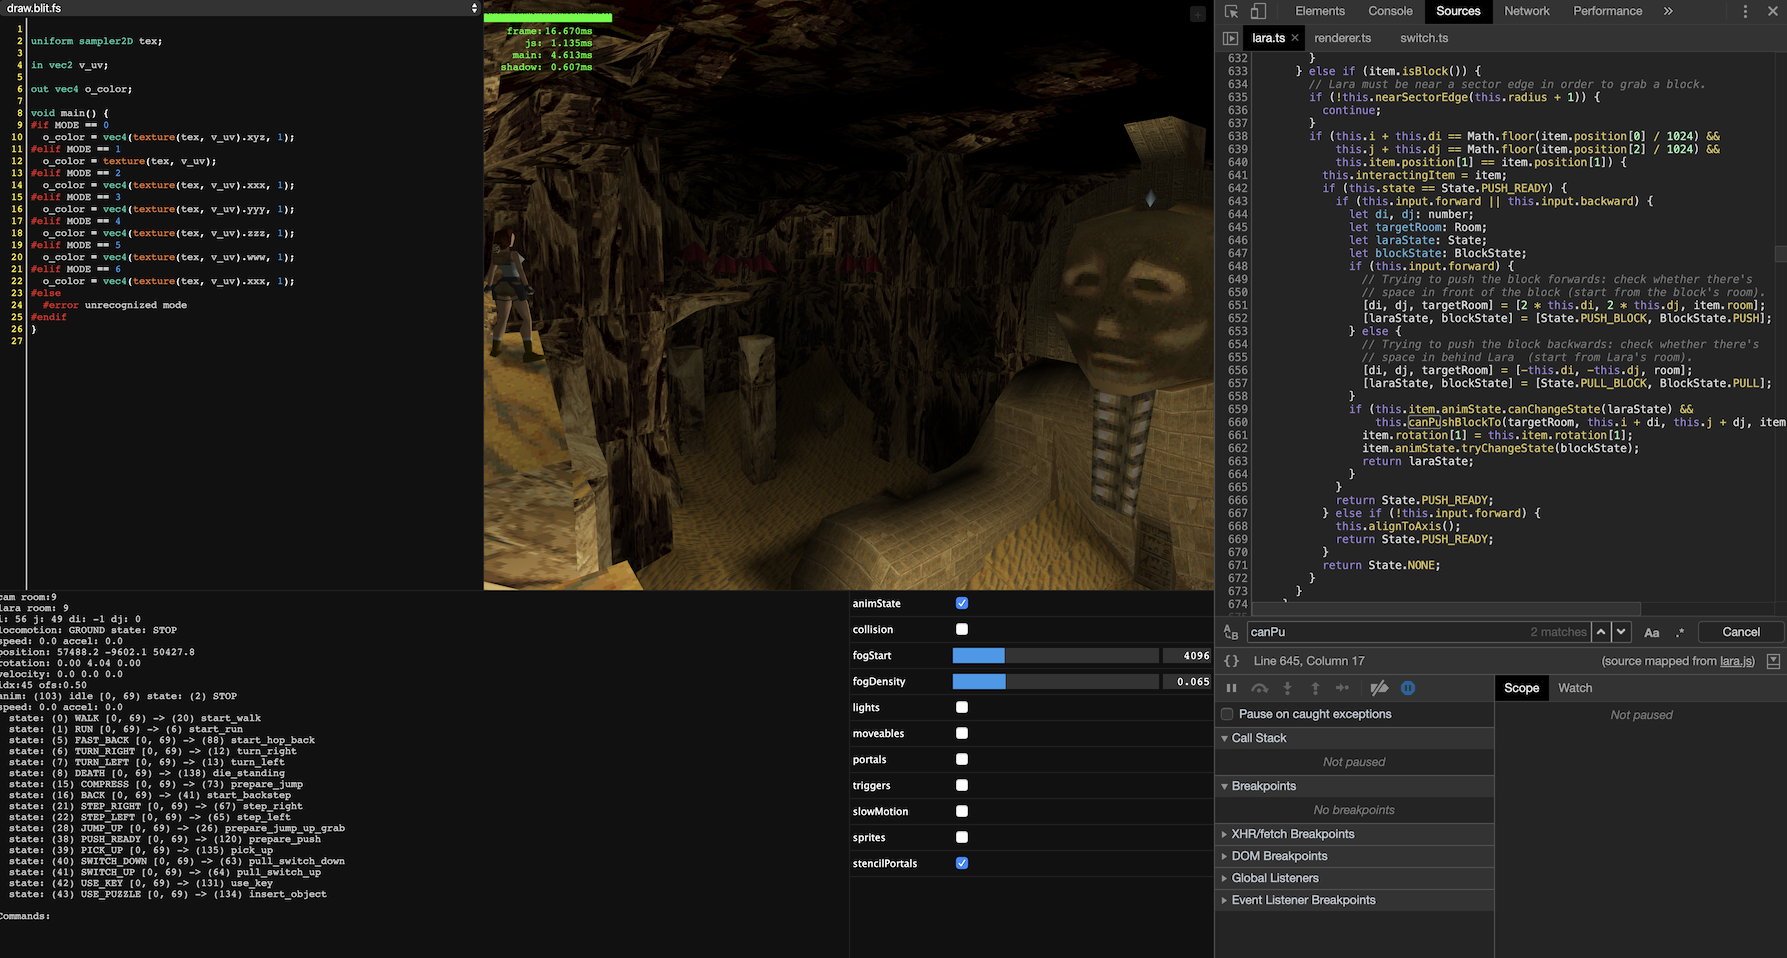 draw.blit.fs
1
2 uniform sampler2D tex;
3
4 in vec2 v_uv;
5
6 out vec4 o_color;
7
8 void main() {
9 #if MODE == 0
10 o_color = vec4(texture(tex, v_uv).xyz, 1);
11 #elif MODE == 1
12 o_color = texture(tex, v_uv);
13 #elif MODE == 2
14 o_color = vec4(texture(tex, v_uv).xxx, 1);
15 #elif MODE == 3
16 o_color = vec4(texture(tex, v_uv).yyy, 1);
17 #elif MODE == 4
18 o_color = vec4(texture(tex, v_uv).zzz, 1);
19 #elif MODE == 5
20 o_color = vec4(texture(tex, v_uv).www, 1);
21 #elif MODE == 6
22 o_color = vec4(texture(tex, v_uv).xxx, 1);
23 #else
24 #error unrecognized mode
25 #endif
26 }
27
frame: 16.670ms
js: 1.135ms
main: 4.613ms
shadow: 0.607ms
cam room:9
lara room: 9
i: 56 j: 49 di: -1 dj: 0
locomotion: GROUND state: STOP
speed: 0.0 accel: 0.0
position: 57488.2 -9602.1 50427.8
rotation: 0.00 4.04 0.00
velocity: 0.0 0.0 0.0
idx:45 ofs:0.50
anim: (103) idle [0, 69) state: (2) STOP
speed: 0.0 accel: 0.0
state: (0) WALK [0, 69) -> (20) start_walk
state: (1) RUN [0, 69) -> (6) start_run
state: (5) FAST_BACK [0, 69) -> (88) start_hop_back
state: (6) TURN_RIGHT [0, 69) -> (12) turn_right
state: (7) TURN_LEFT [0, 69) -> (13) turn_left
state: (8) DEATH [0, 69) -> (138) die_standing
state: (15) COMPRESS [0, 69) -> (73) prepare_jump
state: (16) BACK [0, 69) -> (41) start_backstep
state: (21) STEP_RIGHT [0, 69) -> (67) step_right
state: (22) STEP_LEFT [0, 69) -> (65) step_left
state: (28) JUMP_UP [0, 69) -> (26) prepare_jump_up_grab
state: (38) PUSH_READY [0, 69) -> (120) prepare_push
state: (39) PICK_UP [0, 69) -> (135) pick_up
state: (40) SWITCH_DOWN [0, 69) -> (63) pull_switch_down
state: (41) SWITCH_UP [0, 69) -> (64) pull_switch_up
state: (42) USE_KEY [0, 69) -> (131) use_key
state: (43) USE_PUZZLE [0, 69) -> (134) insert_object
Commands:
animState
collision
fogStart 4096
fogDensity 0.065
lights
moveables
portals
triggers
slowMotion
sprites
stencilPortals
Elements Console Sources Network Performance »
lara.ts × renderer.ts switch.ts
632 }
633 } else if (item.isBlock()) {
634 // Lara must be near a sector edge in order to grab a block.
635 if (!this.nearSectorEdge(this.radius + 1)) {
636 continue;
637 }
638 if (this.i + this.di == Math.floor(item.position[0] / 1024) &&
639 this.j + this.dj == Math.floor(item.position[2] / 1024) &&
640 this.item.position[1] == item.position[1]) {
641 this.interactingItem = item;
642 if (this.state == State.PUSH_READY) {
643 if (this.input.forward || this.input.backward) {
644 let di, dj: number;
645 let targetRoom: Room;
646 let laraState: State;
647 let blockState: BlockState;
648 if (this.input.forward) {
649 // Trying to push the block forwards: check whether there's
650 // space in front of the block (start from the block's room).
651 [di, dj, targetRoom] = [2 * this.di, 2 * this.dj, item.room];
652 [laraState, blockState] = [State.PUSH_BLOCK, BlockState.PUSH];
653 } else {
654 // Trying to push the block backwards: check whether there's
655 // space in behind Lara (start from Lara's room).
656 [di, dj, targetRoom] = [-this.di, -this.dj, room];
657 [laraState, blockState] = [State.PULL_BLOCK, BlockState.PULL];
658 }
659 if (this.item.animState.canChangeState(laraState) &&
660 this.canPushBlockTo(targetRoom, this.i + di, this.j + dj, item
661 item.rotation[1] = this.item.rotation[1];
662 item.animState.tryChangeState(blockState);
663 return laraState;
664 }
665 }
666 return State.PUSH_READY;
667 } else if (!this.input.forward) {
668 this.alignToAxis();
669 return State.PUSH_READY;
670 }
671 return State.NONE;
672 }
673 }
674
canPu 2 matches Aa .* Cancel
{} Line 645, Column 17 (source mapped from lara.js)
Scope Watch
Pause on caught exceptions
Not paused
Call Stack
Not paused
Breakpoints
No breakpoints
XHR/fetch Breakpoints
DOM Breakpoints
Global Listeners
Event Listener Breakpoints